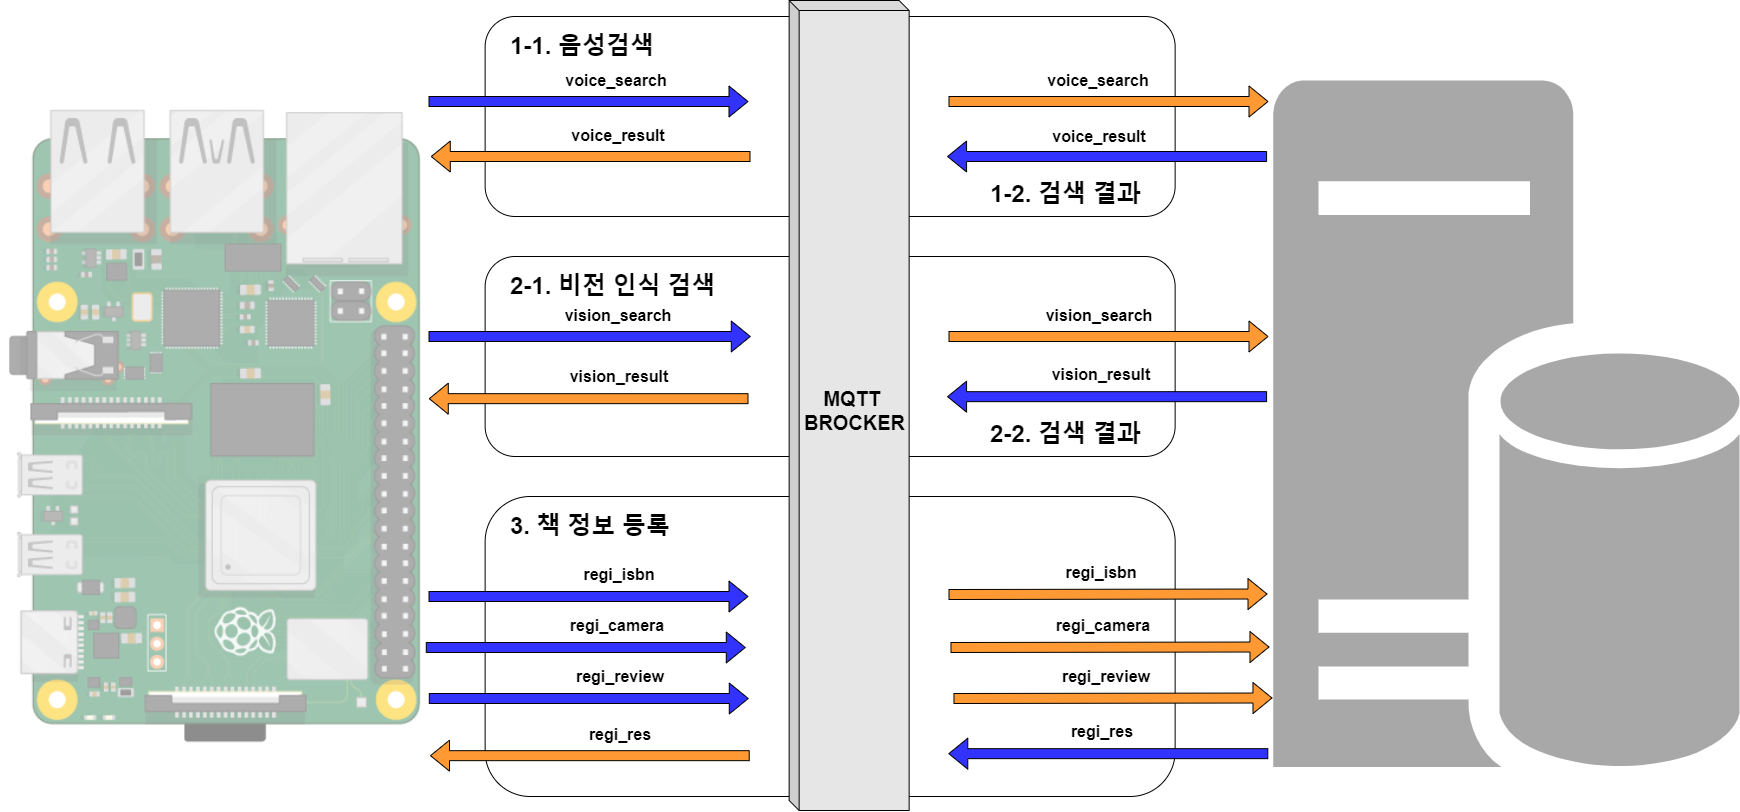 1-1. 음성검색
voice_search
voice_search
voice_result
voice_result
1-2. 검색 결과
2-1. 비전 인식 검색
vision_search
vision_search
vision_result
vision_result
MQTT
BROCKER
2-2. 검색 결과
3. 책 정보 등록
regi_isbn
regi_isbn
regi_camera
regi_camera
regi_review
regi_review
regi_res
regi_res